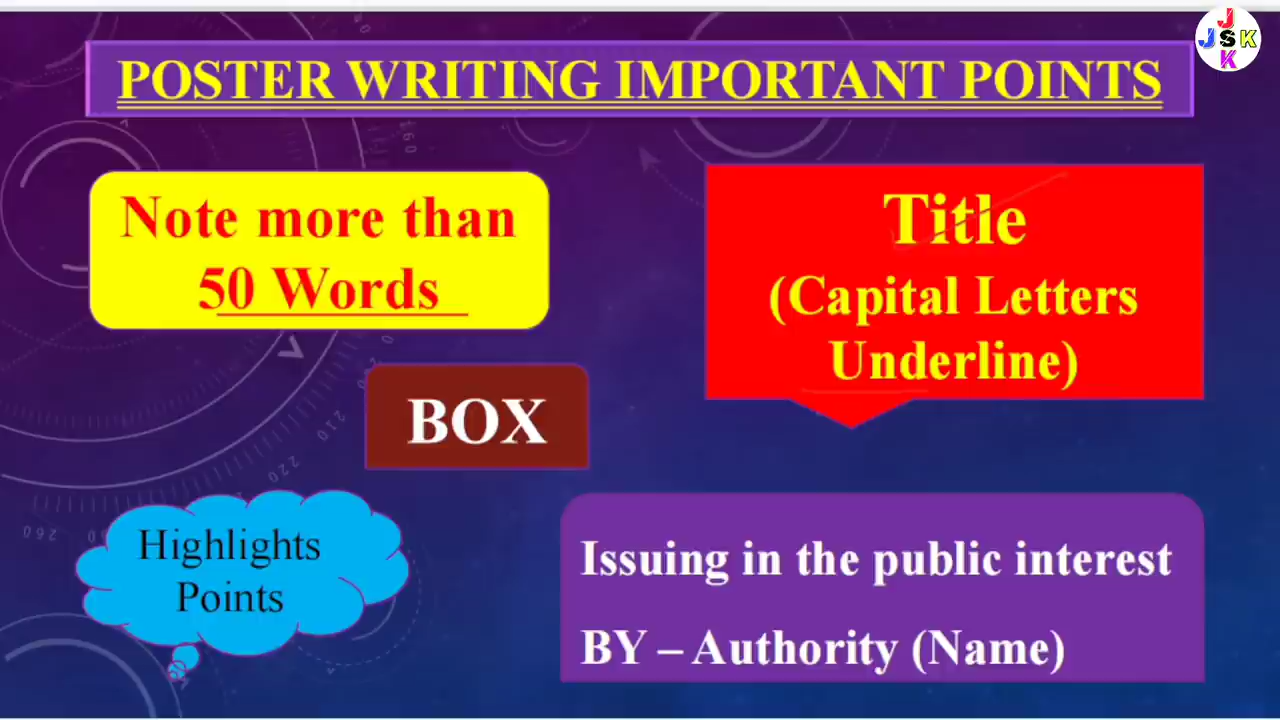 POSTER WRITING IMPORTANT POINTS
J
JSK
K
Note more than
50 Words
Title
(Capital Letters
Underline)
BOX
Highlights
Points
Issuing in the public interest
BY – Authority (Name)